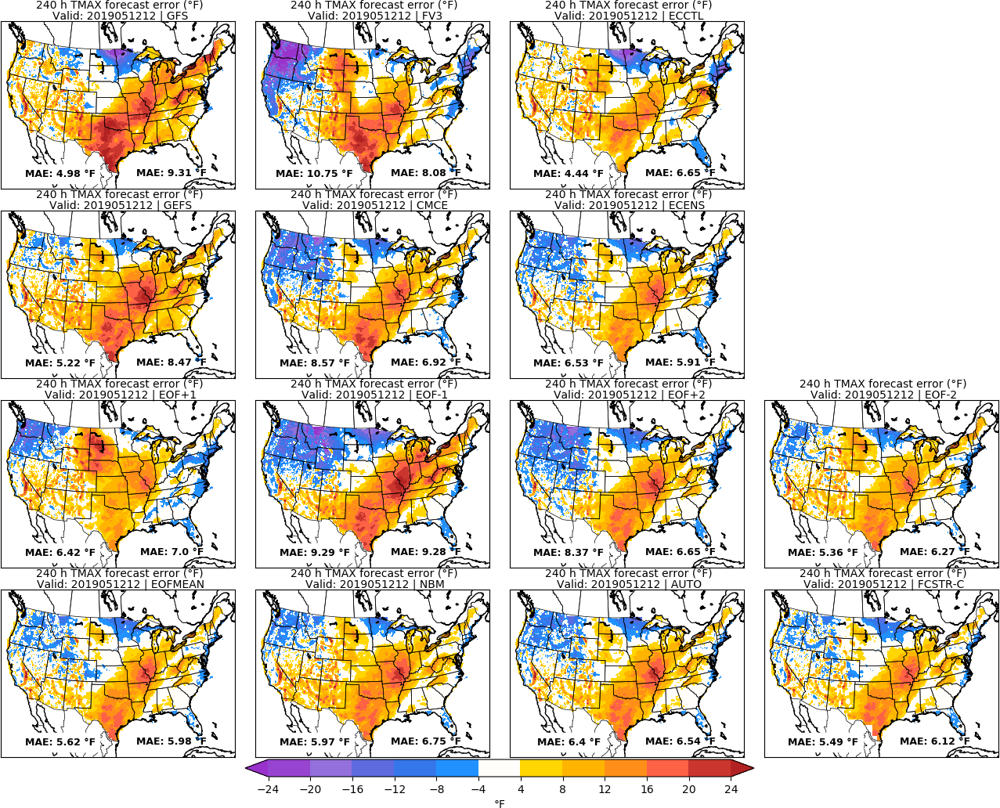 240 h TMAX forecast error (°F)
Valid: 2019051212 | GFS
MAE: 4.98 °F
MAE: 9.31 °F
240 h TMAX forecast error (°F)
Valid: 2019051212 | FV3
MAE: 10.75 °F
MAE: 8.08 °F
240 h TMAX forecast error (°F)
Valid: 2019051212 | ECCTL
MAE: 4.44 °F
MAE: 6.65 °F
240 h TMAX forecast error (°F)
Valid: 2019051212 | GEFS
MAE: 5.22 °F
MAE: 8.47 °F
240 h TMAX forecast error (°F)
Valid: 2019051212 | CMCE
MAE: 8.57 °F
MAE: 6.92 °F
240 h TMAX forecast error (°F)
Valid: 2019051212 | ECENS
MAE: 6.53 °F
MAE: 5.91 °F
240 h TMAX forecast error (°F)
Valid: 2019051212 | EOF+1
MAE: 6.42 °F
MAE: 7.0 °F
240 h TMAX forecast error (°F)
Valid: 2019051212 | EOF-1
MAE: 9.29 °F
MAE: 9.28 °F
240 h TMAX forecast error (°F)
Valid: 2019051212 | EOF+2
MAE: 8.37 °F
MAE: 6.65 °F
240 h TMAX forecast error (°F)
Valid: 2019051212 | EOF-2
MAE: 5.36 °F
MAE: 6.27 °F
240 h TMAX forecast error (°F)
Valid: 2019051212 | EOFMEAN
MAE: 5.62 °F
MAE: 5.98 °F
240 h TMAX forecast error (°F)
Valid: 2019051212 | NBM
MAE: 5.97 °F
MAE: 6.75 °F
240 h TMAX forecast error (°F)
Valid: 2019051212 | AUTO
MAE: 6.4 °F
MAE: 6.54 °F
240 h TMAX forecast error (°F)
Valid: 2019051212 | FCSTR-C
MAE: 5.49 °F
MAE: 6.12 °F
−24 −20 −16 −12 −8 −4 4 8 12 16 20 24
°F